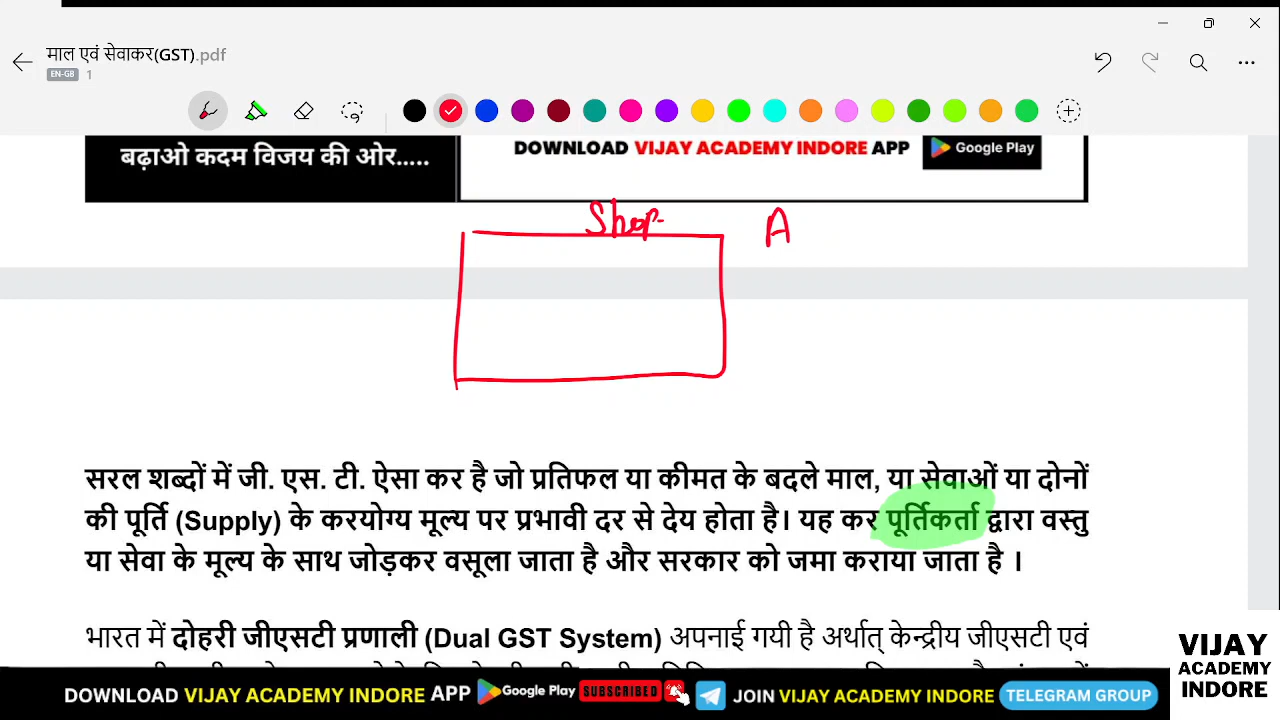 माल एवं सेवाकर(GST).pdf
EN-GB 1
बढ़ाओ कदम विजय की ओर.....
DOWNLOAD VIJAY ACADEMY INDORE APP Google Play
Shop A
सरल शब्दों में जी. एस. टी. ऐसा कर है जो प्रतिफल या कीमत के बदले माल, या सेवाओं या दोनों
की पूर्ति (Supply) के करयोग्य मूल्य पर प्रभावी दर से देय होता है। यह कर पूर्तिकर्ता द्वारा वस्तु
या सेवा के मूल्य के साथ जोड़कर वसूला जाता है और सरकार को जमा कराया जाता है ।
भारत में दोहरी जीएसटी प्रणाली (Dual GST System) अपनाई गयी है अर्थात् केन्द्रीय जीएसटी एवं
VIJAY
ACADEMY
INDORE
DOWNLOAD VIJAY ACADEMY INDORE APP Google Play SUBSCRIBED JOIN VIJAY ACADEMY INDORE TELEGRAM GROUP